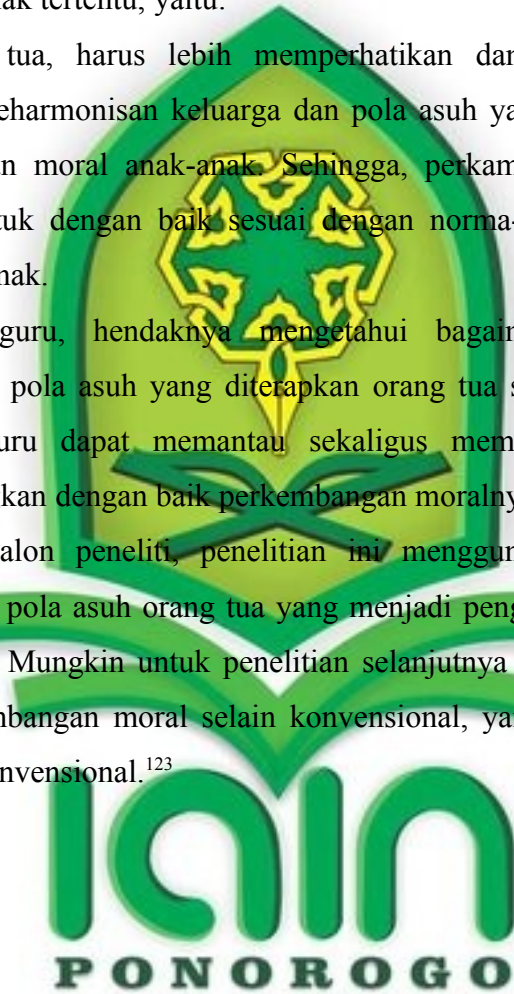 nak tertentu, yaitu:
tua, harus lebih memperhatikan dan
eharmonisan keluarga dan pola asuh ya
an moral anak-anak. Sehingga, perkam
tuk dengan baik sesuai dengan norma-
nak.
guru, hendaknya mengetahui bagain
pola asuh yang diterapkan orang tua s
uru dapat memantau sekaligus mem
kan dengan baik perkembangan moralny
alon peneliti, penelitian ini menggun
pola asuh orang tua yang menjadi peng
Mungkin untuk penelitian selanjutnya
mbangan moral selain konvensional, ya
nvensional.¹²³
iain
PONOROGO